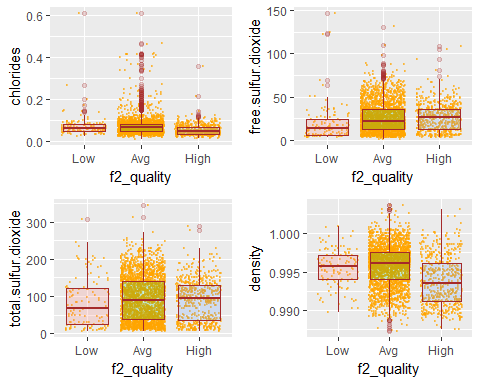 chlorides
0.6
0.4
0.2
0.0
Low Avg High
f2_quality
free.sulfur.dioxide
150
100
50
0
Low Avg High
f2_quality
total.sulfur.dioxide
300
200
100
0
Low Avg High
f2_quality
density
1.000
0.995
0.990
Low Avg High
f2_quality